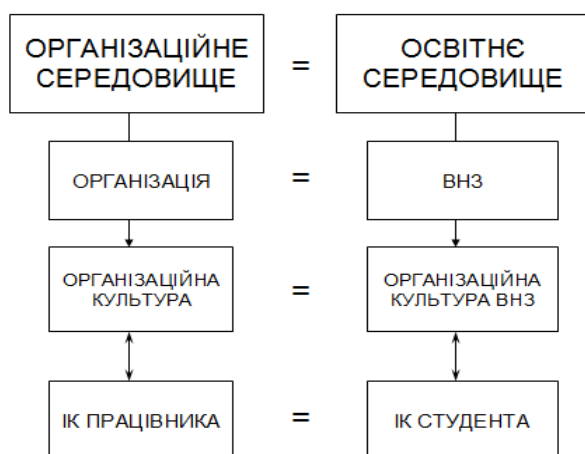 ОРГАНІЗАЦІЙНЕ
СЕРЕДОВИЩЕ
=
ОСВІТНЄ
СЕРЕДОВИЩЕ
ОРГАНІЗАЦІЯ
=
ВНЗ
ОРГАНІЗАЦІЙНА
КУЛЬТУРА
=
ОРГАНІЗАЦІЙНА
КУЛЬТУРА ВНЗ
ІК ПРАЦІВНИКА
=
ІК СТУДЕНТА